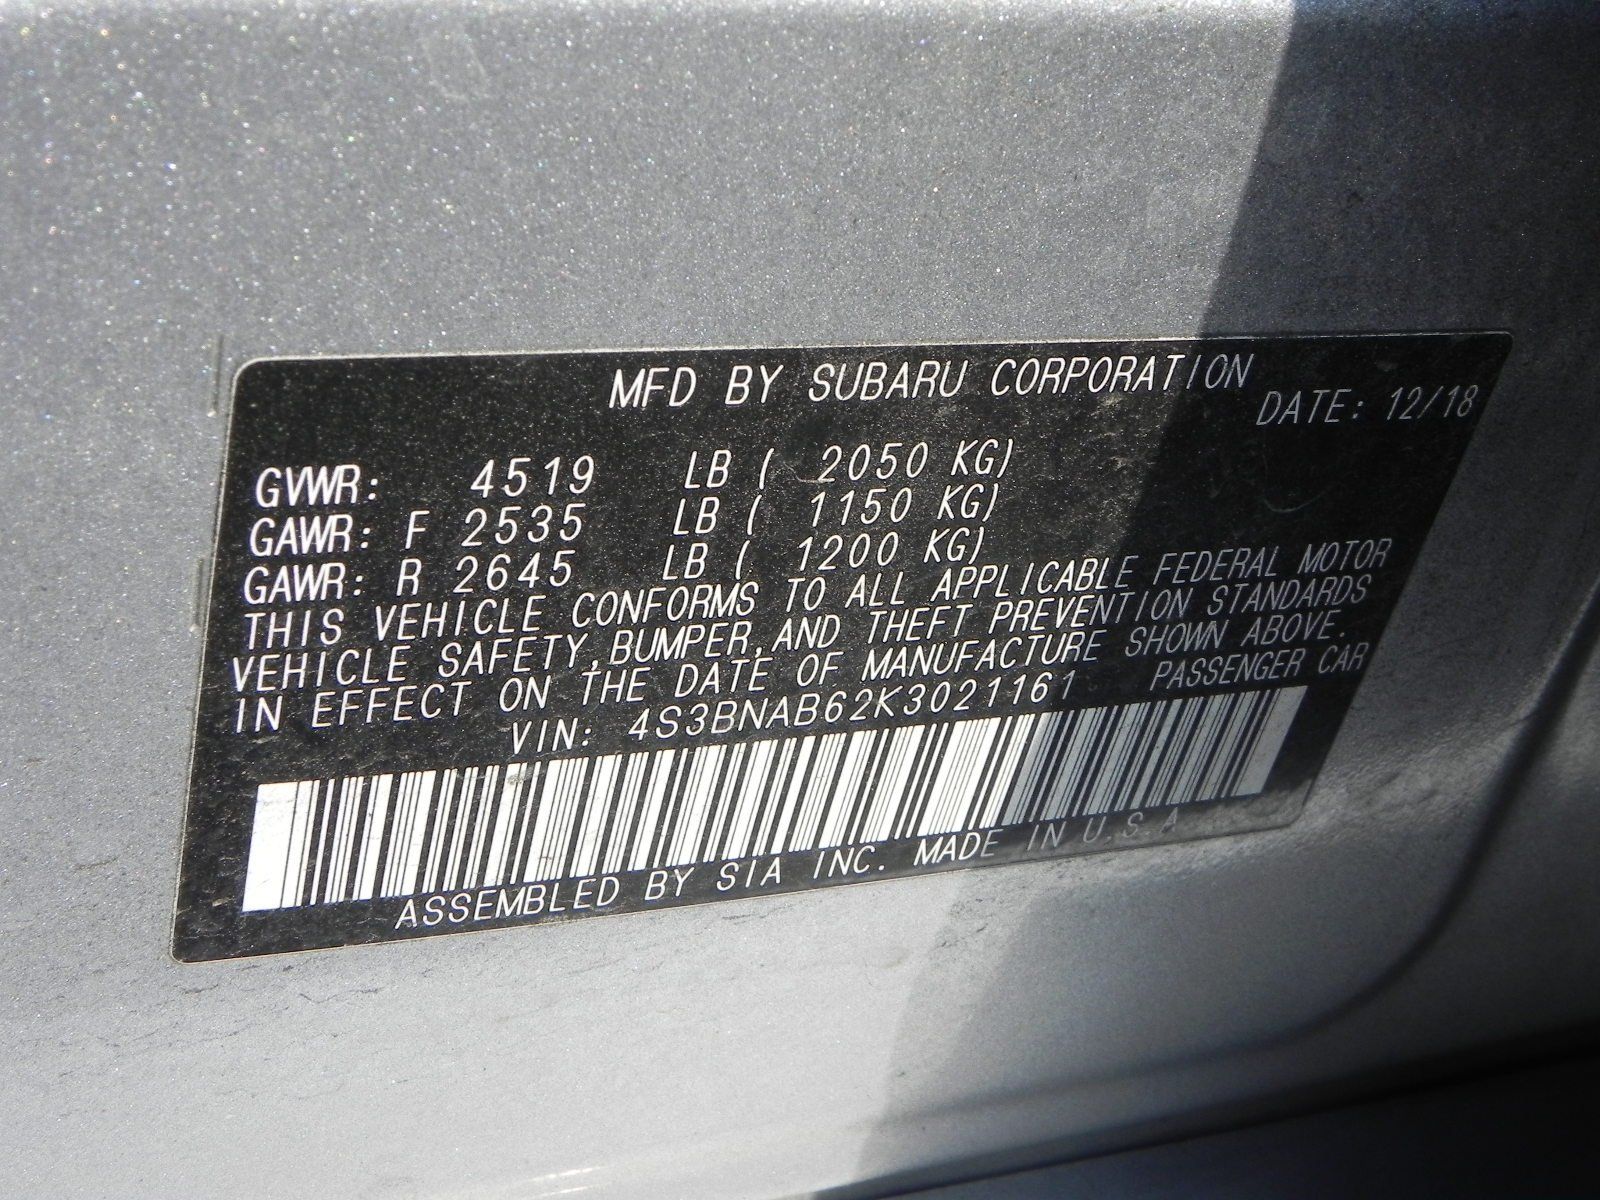 MFD BY SUBARU CORPORATION
DATE: 12/18
GVWR: 4519 LB ( 2050 KG)
GAWR: F 2535 LB ( 1150 KG)
GAWR: R 2645 LB ( 1200 KG)
THIS VEHICLE CONFORMS TO ALL APPLICABLE FEDERAL MOTOR
VEHICLE SAFETY, BUMPER, AND THEFT PREVENTION STANDARDS
IN EFFECT ON THE DATE OF MANUFACTURE SHOWN ABOVE.
VIN: 4S3BNAB62K3021161 PASSENGER CAR
ASSEMBLED BY SIA INC. MADE IN U.S.A